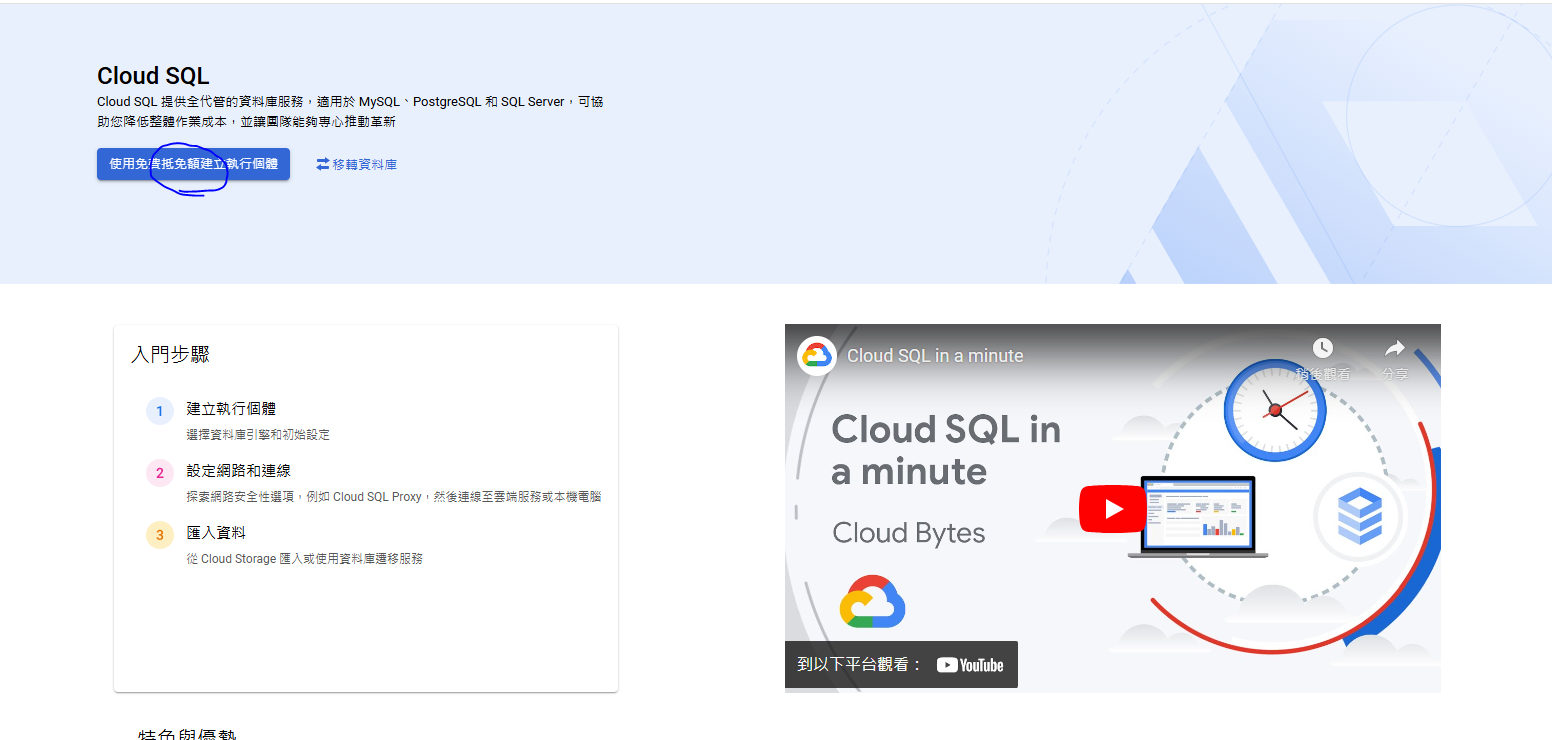 Cloud SQL
Cloud SQL 提供全代管的資料庫服務，適用於 MySQL、PostgreSQL 和 SQL Server，可協
助您降低整體作業成本，並讓團隊能夠專心推動革新
使用免費抵免額建立執行個體
移轉資料庫
入門步驟
1 建立執行個體
選擇資料庫引擎和初始設定
2 設定網路和連線
探索網路安全性選項，例如 Cloud SQL Proxy，然後連線至雲端服務或本機電腦
3 匯入資料
從 Cloud Storage 匯入或使用資料庫遷移服務
Cloud SQL in a minute
稍後觀看
分享
Cloud SQL in
a minute
Cloud Bytes
到以下平台觀看： YouTube
特色與優勢